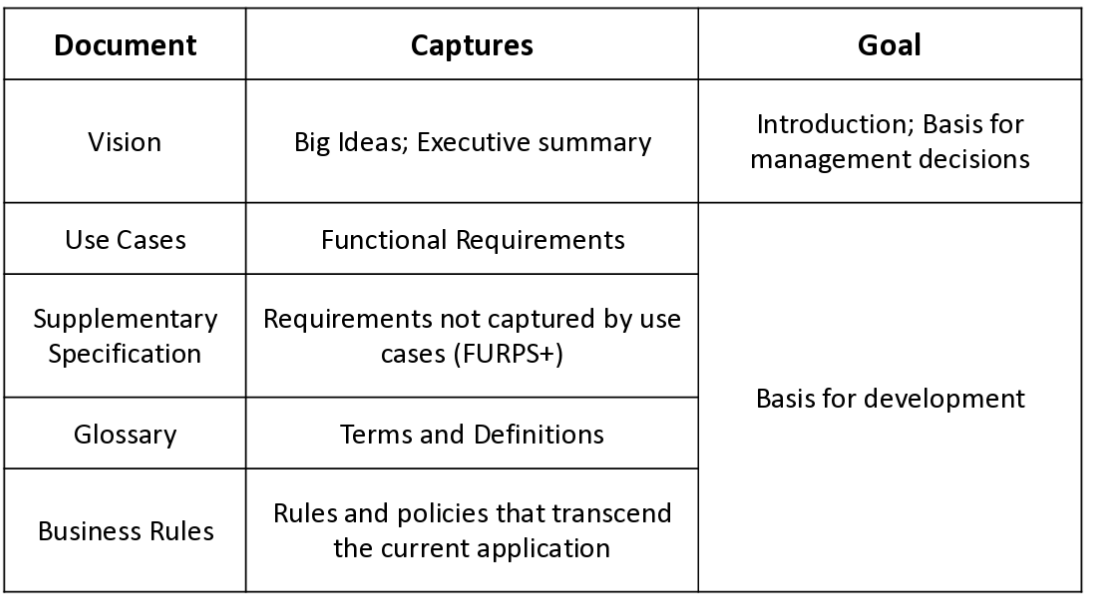 Document
Captures
Goal
Vision
Big Ideas; Executive summary
Introduction; Basis for
management decisions
Use Cases
Functional Requirements
Supplementary
Specification
Requirements not captured by use
cases (FURPS+)
Glossary
Terms and Definitions
Business Rules
Rules and policies that transcend
the current application
Basis for development